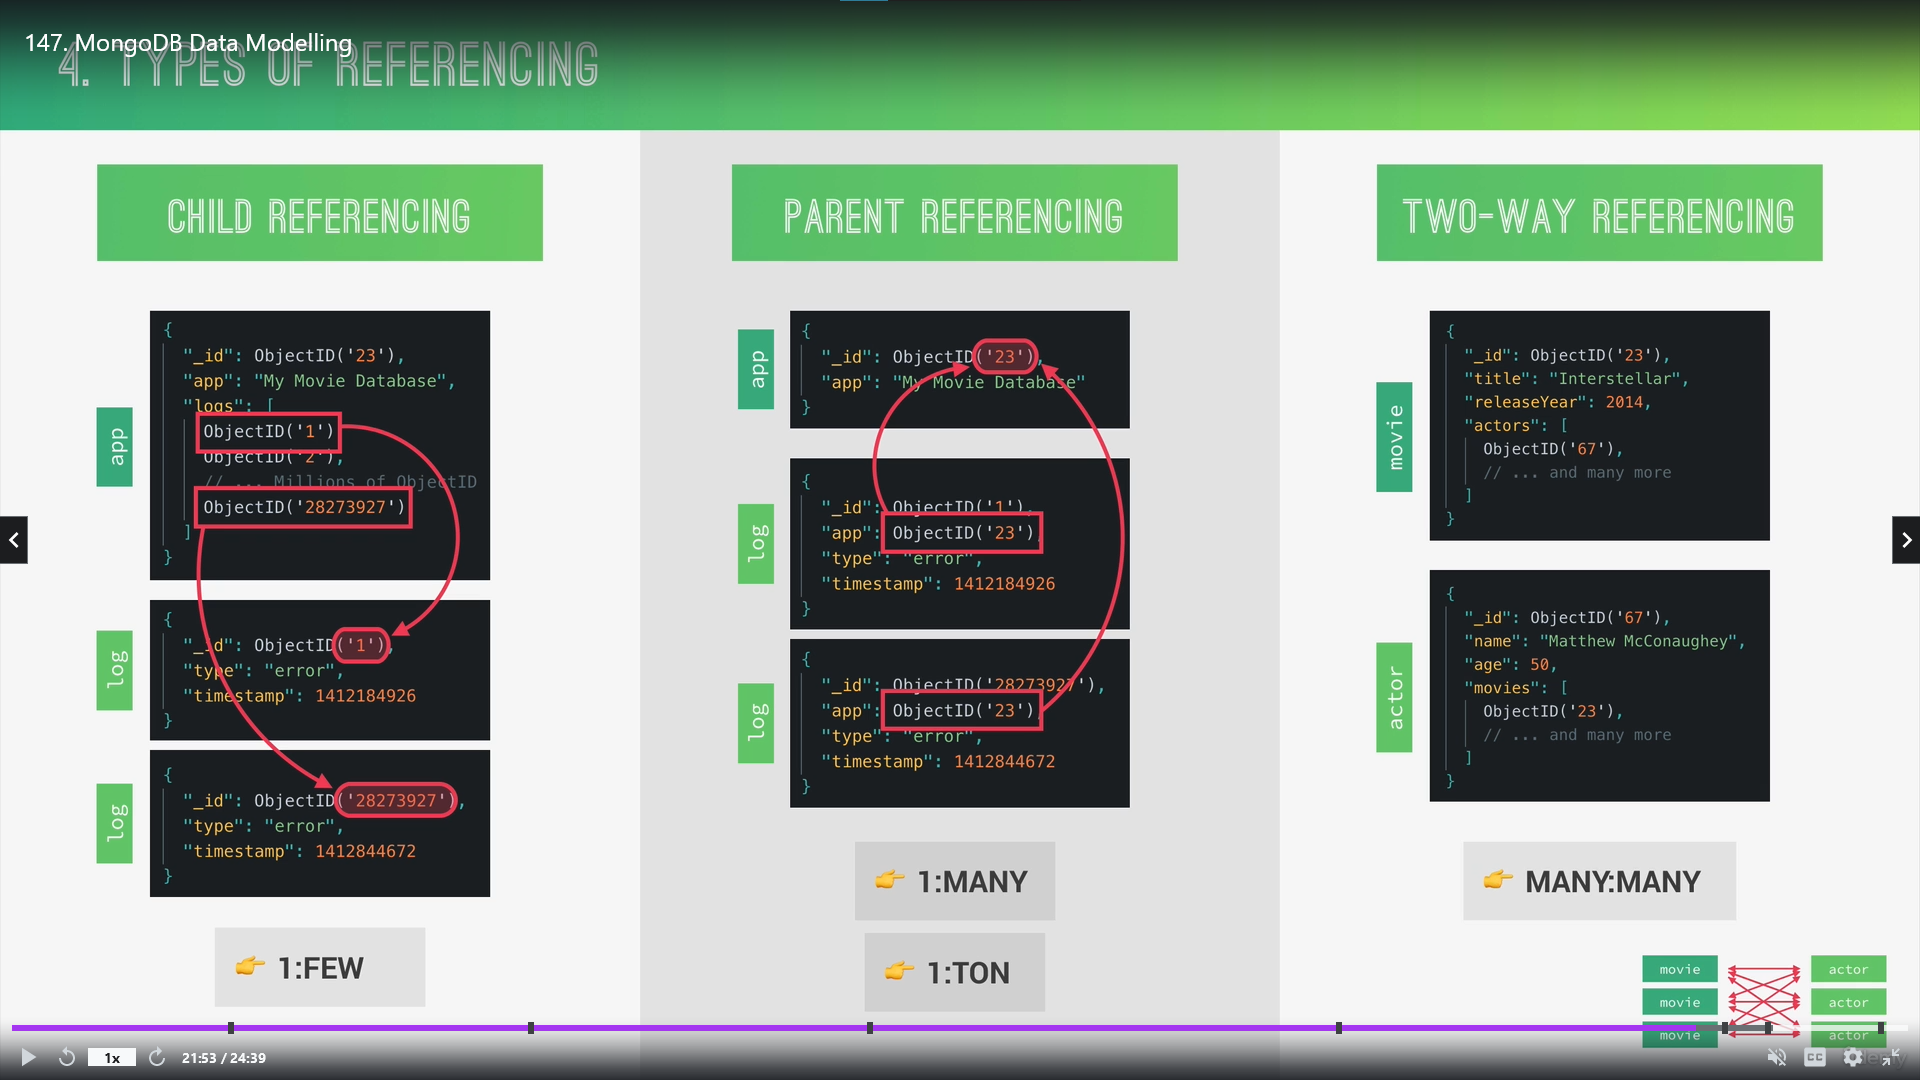 147. MongoDB Data Modelling
4. TYPES OF REFERENCING
CHILD REFERENCING
app
{
"_id": ObjectID('23'),
"app": "My Movie Database",
"logs": [
ObjectID('1')
ObjectID('2'),
// ... Millions of ObjectID
ObjectID('28273927')
]
}
log
{
"_id": ObjectID('1'),
"type": "error",
"timestamp": 1412184926
}
log
{
"_id": ObjectID('28273927'),
"type": "error",
"timestamp": 1412844672
}
👉 1:FEW
PARENT REFERENCING
app
{
"_id": ObjectID('23'),
"app": "My Movie Database"
}
log
{
"_id": ObjectID('1'),
"app": ObjectID('23'),
"type": "error",
"timestamp": 1412184926
}
log
{
"_id": ObjectID('28273927'),
"app": ObjectID('23'),
"type": "error",
"timestamp": 1412844672
}
👉 1:MANY
👉 1:TON
TWO-WAY REFERENCING
movie
{
"_id": ObjectID('23'),
"title": "Interstellar",
"releaseYear": 2014,
"actors": [
ObjectID('67'),
// ... and many more
]
}
actor
{
"_id": ObjectID('67'),
"name": "Matthew McConaughey",
"age": 50,
"movies": [
ObjectID('23'),
// ... and many more
]
}
👉 MANY:MANY
movie actor
movie actor
movie actor
1x
21:53 / 24:39
CC